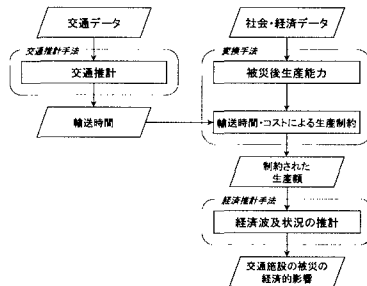 交通データ
社会・経済データ
交通推計手法
変換手法
交通推計
被災後生産能力
輸送時間
輸送時間・コストによる生産制約
制約された
生産額
経済推計手法
経済波及状況の推計
交通施設の被災の
経済的影響